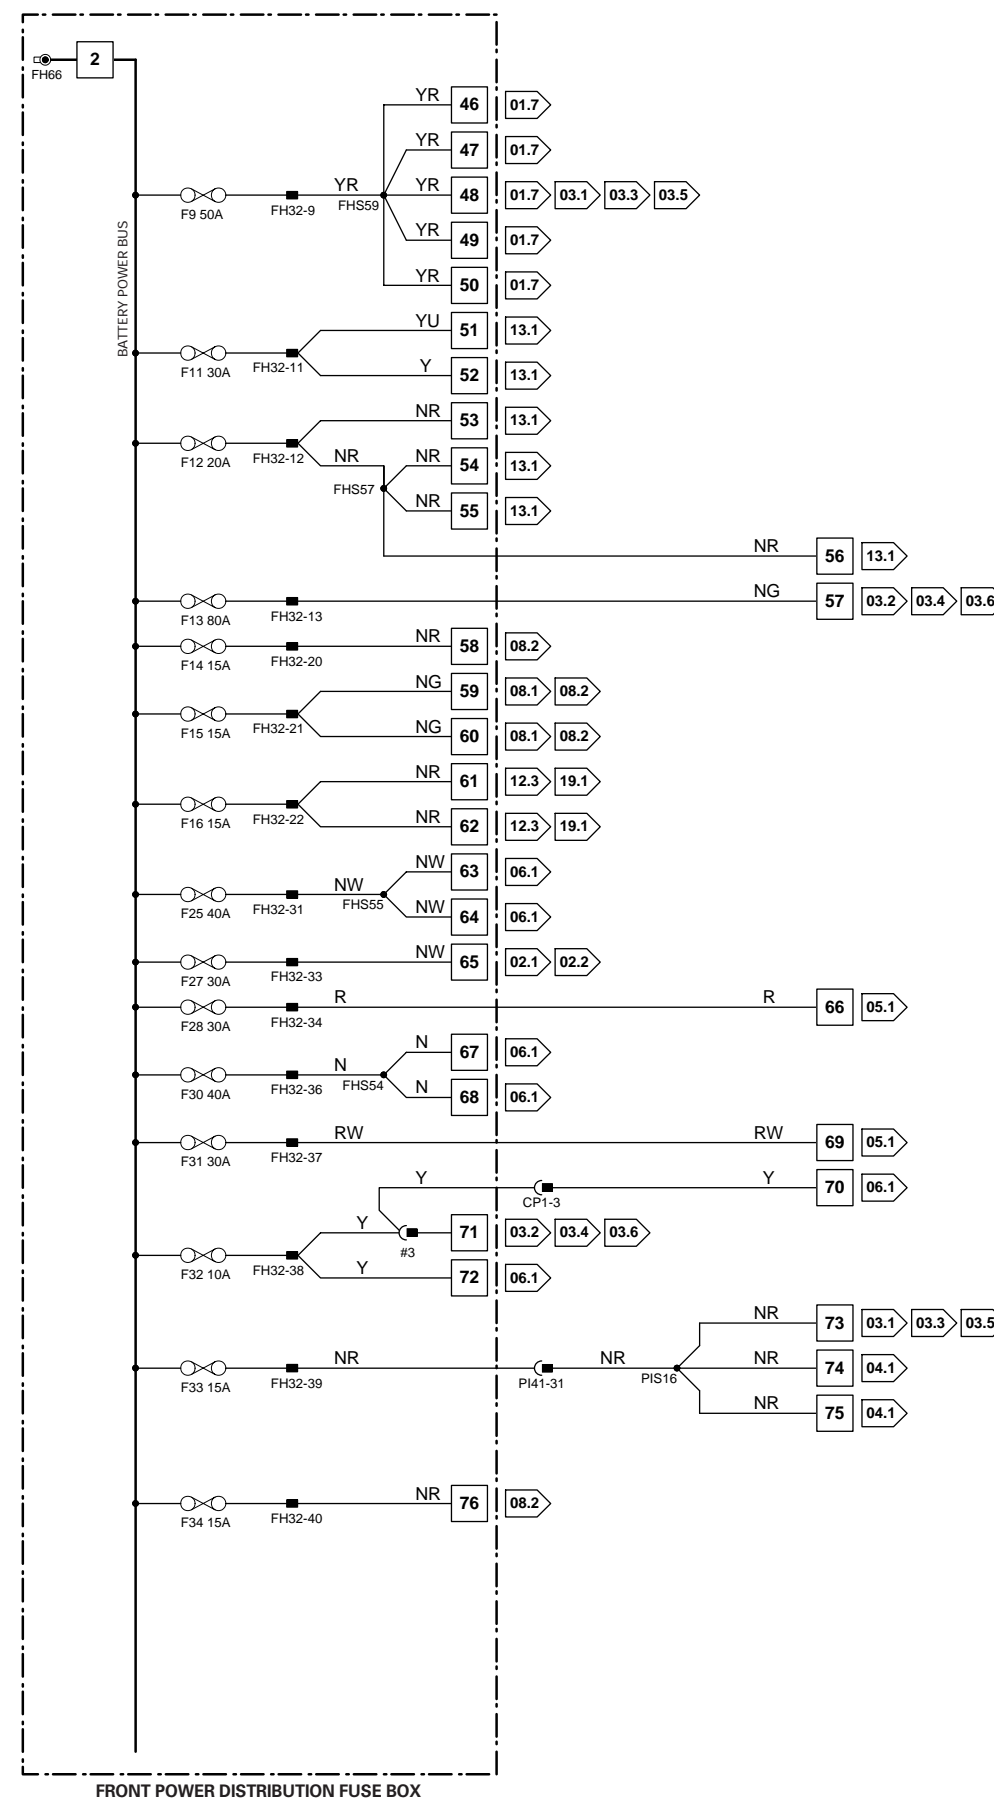 2
FH66
BATTERY POWER BUS
YR 46 01.7
YR 47 01.7
F9 50A FH32-9 YR FHS59 YR 48 01.7 03.1 03.3 03.5
YR 49 01.7
YR 50 01.7
YU 51 13.1
F11 30A FH32-11
Y 52 13.1
NR 53 13.1
F12 20A FH32-12
NR FHS57 NR 54 13.1
NR 55 13.1
NR 56 13.1
F13 80A FH32-13 NG 57 03.2 03.4 03.6
F14 15A FH32-20 NR 58 08.2
NG 59 08.1 08.2
F15 15A FH32-21
NG 60 08.1 08.2
NR 61 12.3 19.1
F16 15A FH32-22
NR 62 12.3 19.1
NW 63 06.1
F25 40A FH32-31 NW FHS55
NW 64 06.1
F27 30A FH32-33 NW 65 02.1 02.2
F28 30A FH32-34 R R 66 05.1
N 67 06.1
F30 40A FH32-36 N FHS54
N 68 06.1
F31 30A FH32-37 RW RW 69 05.1
Y CP1-3 Y 70 06.1
Y #3 71 03.2 03.4 03.6
F32 10A FH32-38
Y 72 06.1
NR 73 03.1 03.3 03.5
F33 15A FH32-39 NR PI41-31 NR PIS16 NR 74 04.1
NR 75 04.1
F34 15A FH32-40 NR 76 08.2
FRONT POWER DISTRIBUTION FUSE BOX